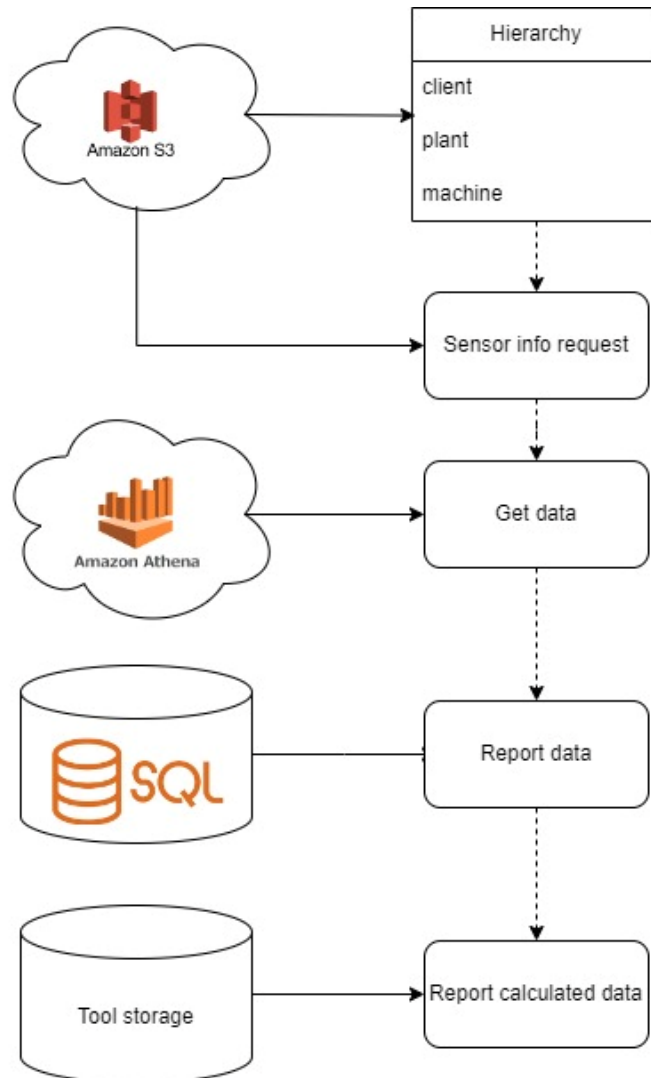 Hierarchy
client
Amazon S3
plant
machine
Sensor info request
Get data
Amazon Athena
SQL
Report data
Tool storage
Report calculated data